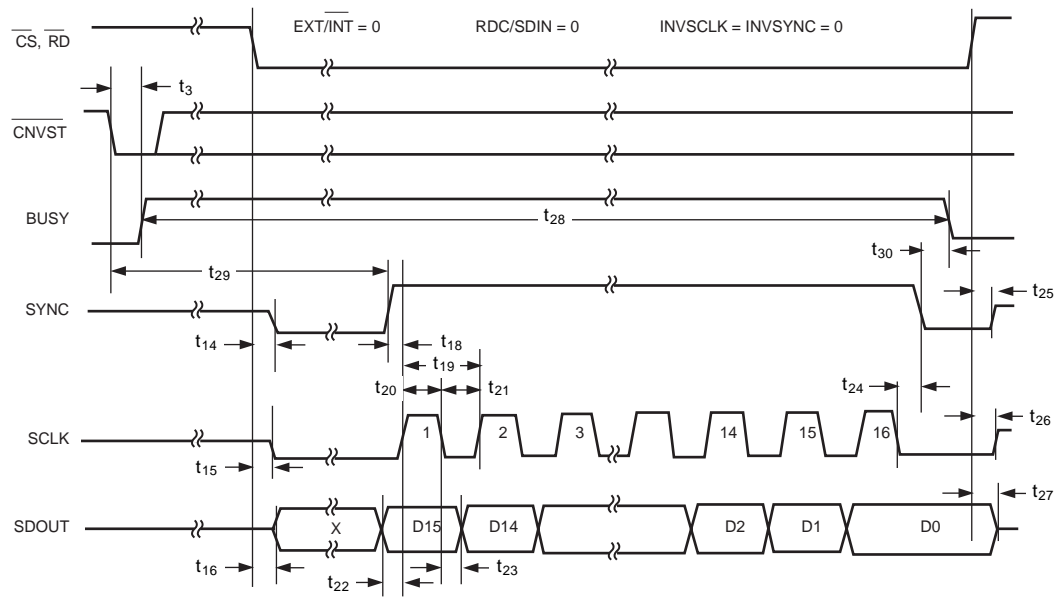 EXT/INT = 0 RDC/SDIN = 0 INVSCLK = INVSYNC = 0
CS, RD
t3
CNVST
BUSY
t28
t30
t29
t25
SYNC
t14
t18
t19
t20
t21
t24
t26
SCLK
1 2 3 14 15 16
t15
t27
SDOUT
X D15 D14 D2 D1 D0
t16
t22
t23